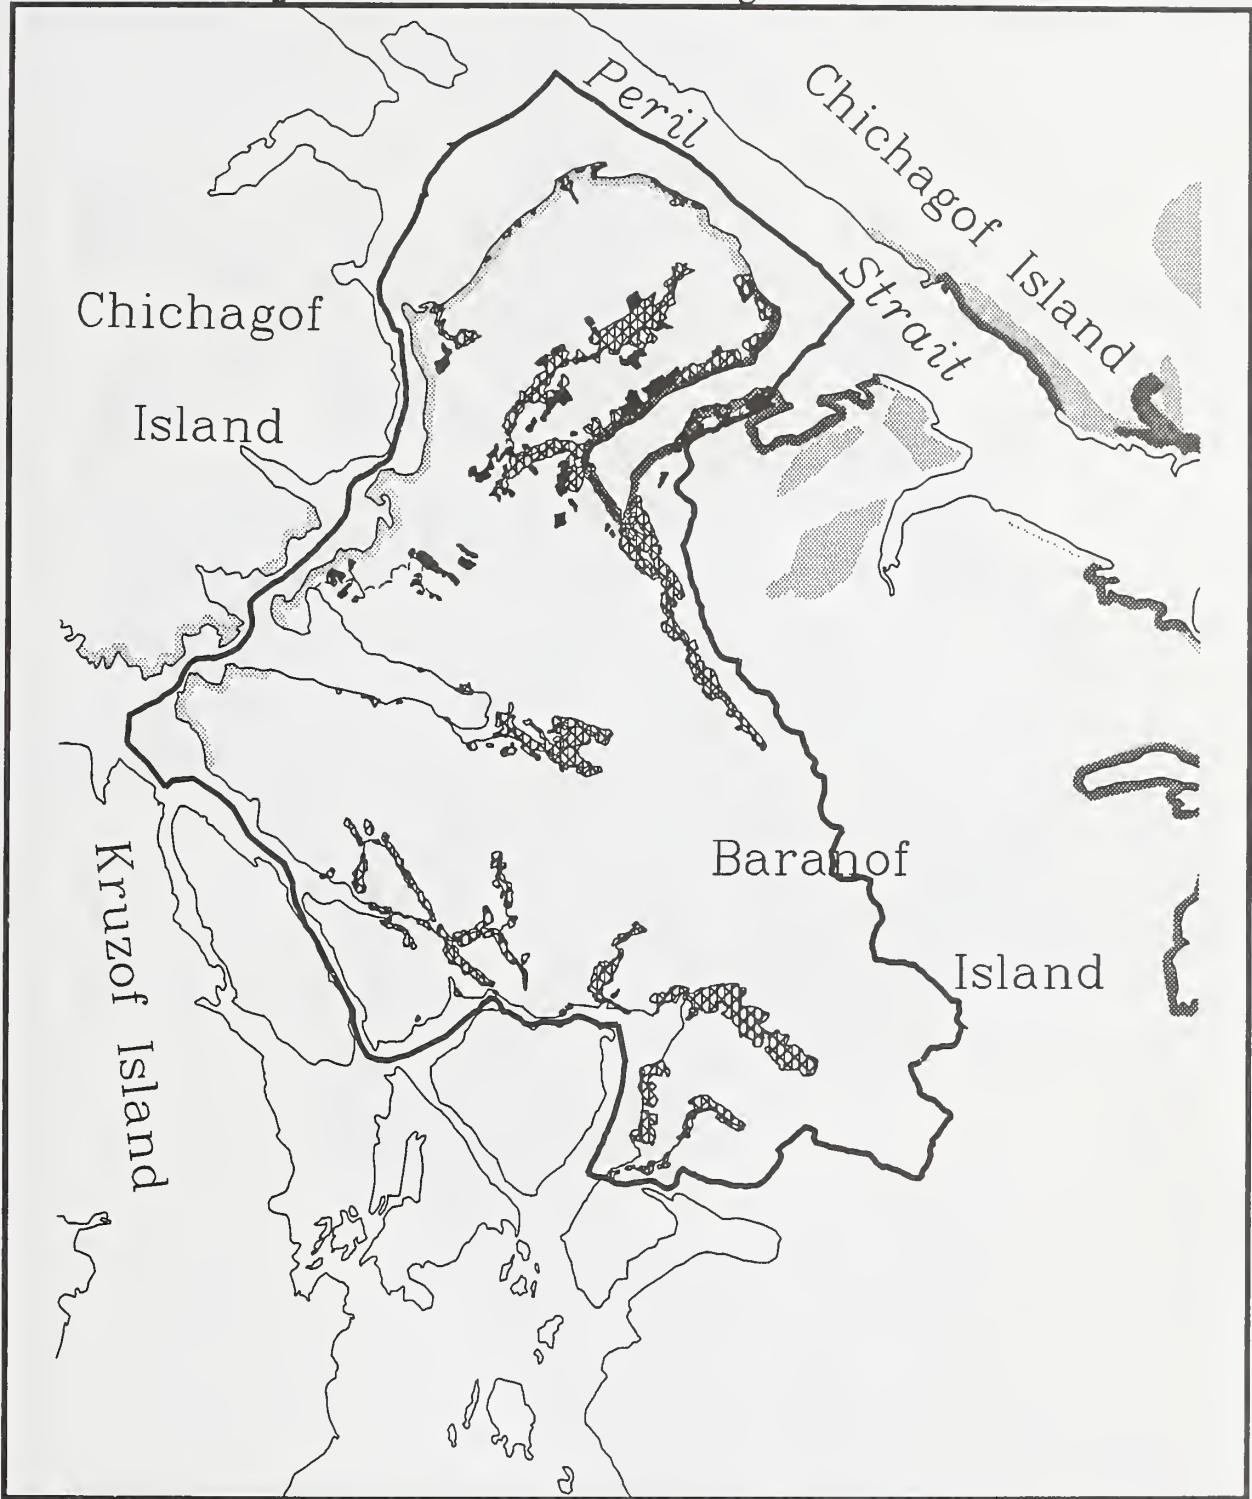 Peril
Strait
Chichagof Island
Chichagof
Island
Baranof
Island
Kruzof Island